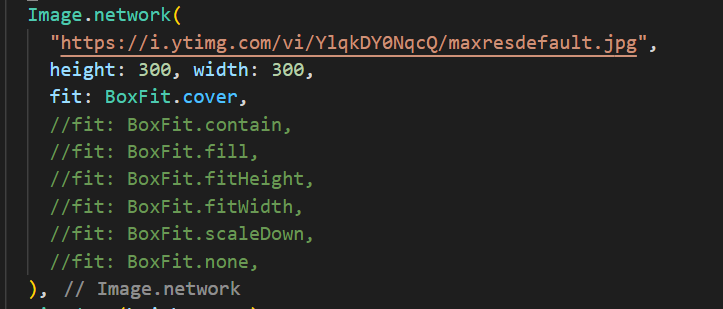 Image.network(
"https://i.ytimg.com/vi/YlqkDY0NqcQ/maxresdefault.jpg",
height: 300, width: 300,
fit: BoxFit.cover,
//fit: BoxFit.contain,
//fit: BoxFit.fill,
//fit: BoxFit.fitHeight,
//fit: BoxFit.fitWidth,
//fit: BoxFit.scaleDown,
//fit: BoxFit.none,
), // Image.network